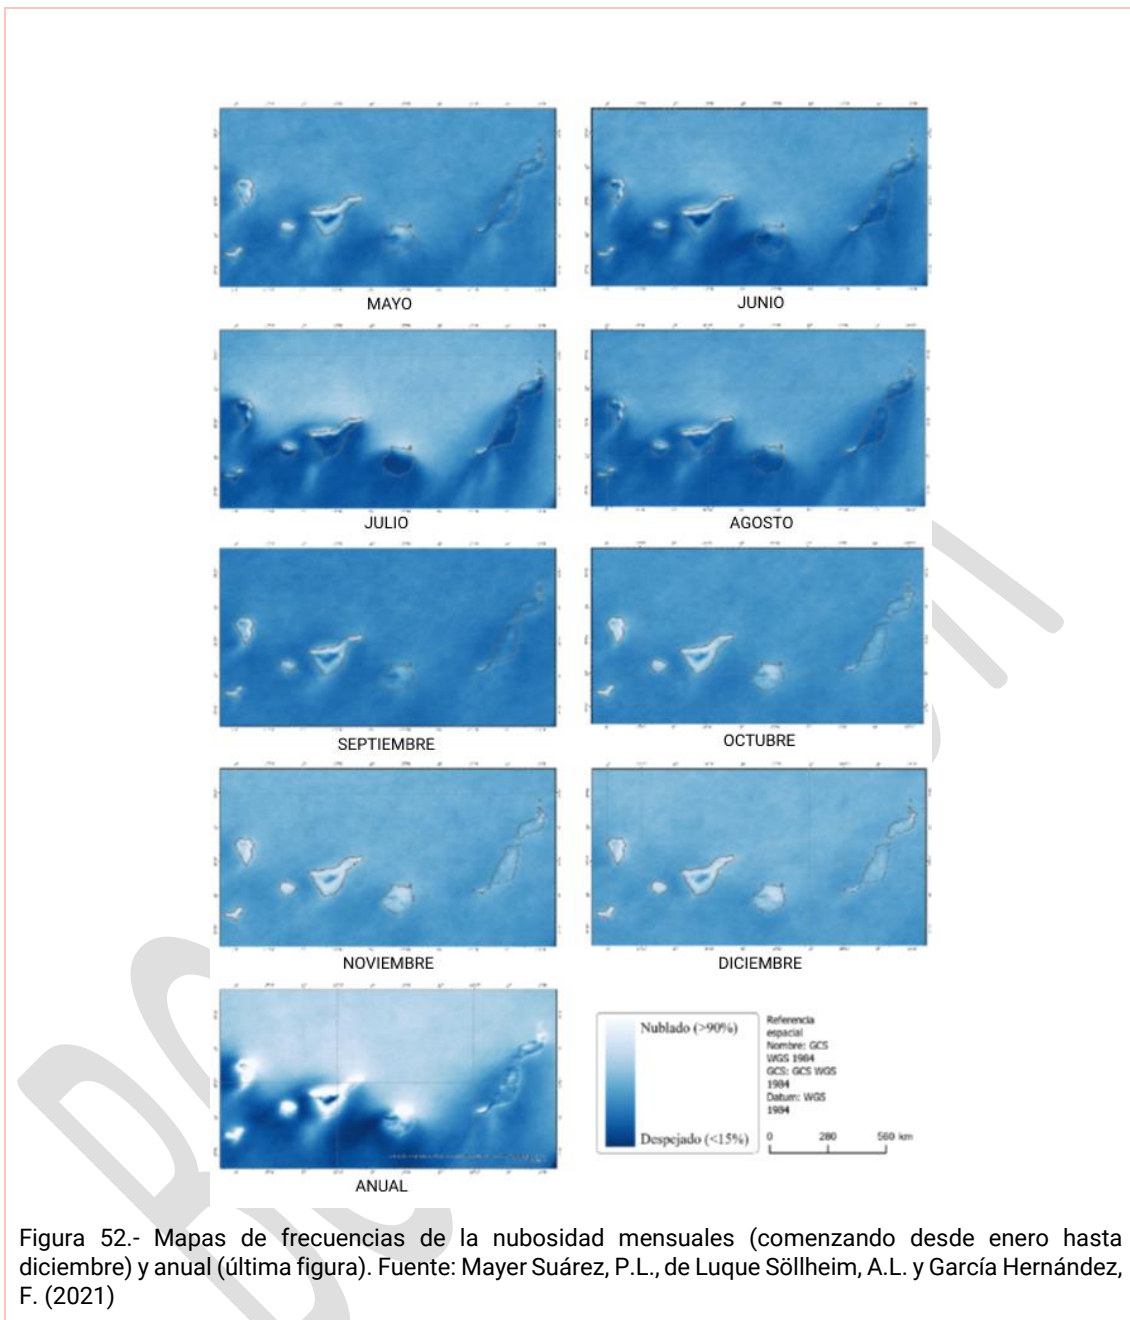 MAYO
JUNIO
JULIO
AGOSTO
SEPTIEMBRE
OCTUBRE
NOVIEMBRE
DICIEMBRE
ANUAL
Nublado (>90%)
Despejado (<15%)
Referencia
espacial
Nombre: GCS
WGS 1984
GCS: GCS WGS
1984
Datum: WGS
1984
0 280 560 km
Figura 52.- Mapas de frecuencias de la nubosidad mensuales (comenzando desde enero hasta
diciembre) y anual (última figura). Fuente: Mayer Suárez, P.L., de Luque Söllheim, A.L. y García Hernández,
F. (2021)